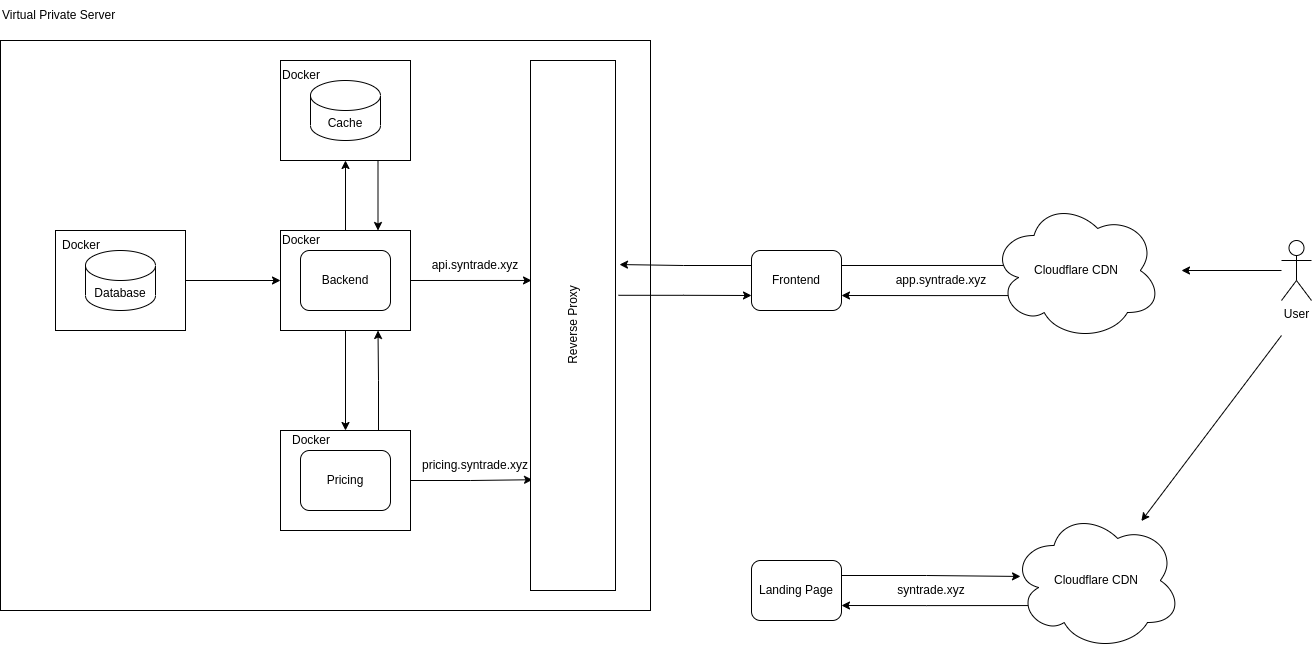 Virtual Private Server
Docker
Cache
Docker
Database
Docker
Backend
api.syntrade.xyz
Docker
Pricing
pricing.syntrade.xyz
Reverse Proxy
Frontend
app.syntrade.xyz
Cloudflare CDN
User
Landing Page
syntrade.xyz
Cloudflare CDN